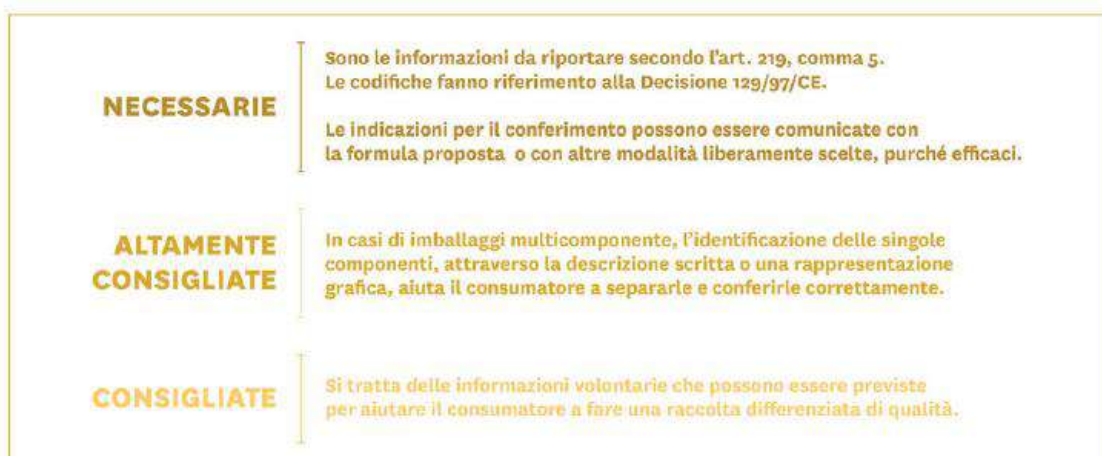 NECESSARIE
Sono le informazioni da riportare secondo l'art. 219, comma 5.
Le codifiche fanno riferimento alla Decisione 129/97/CE.
Le indicazioni per il conferimento possono essere comunicate con
la formula proposta o con altre modalità liberamente scelte, purché efficaci.
ALTAMENTE
CONSIGLIATE
In casi di imballaggi multicomponente, l'identificazione delle singole
componenti, attraverso la descrizione scritta o una rappresentazione
grafica, aiuta il consumatore a separarle e conferirle correttamente.
CONSIGLIATE
Si tratta delle informazioni volontarie che possono essere previste
per aiutare il consumatore a fare una raccolta differenziata di qualità.